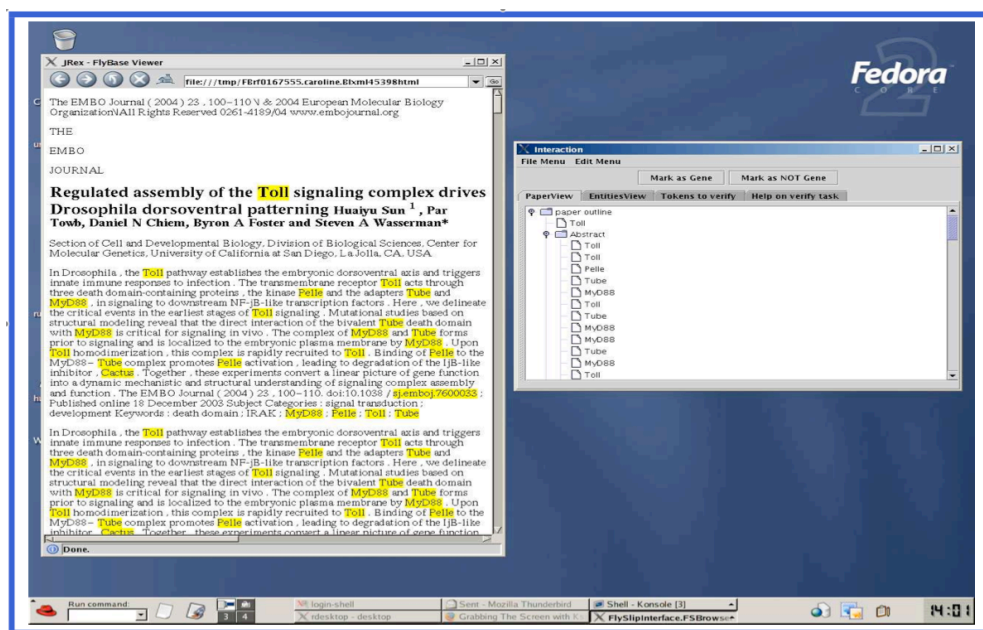 JRex - FlyBase Viewer
file:///tmp/FBrf0167555.caroline.BIxml45398html
Go
The EMBO Journal ( 2004 ) 23 , 100–110 \/ & 2004 European Molecular Biology
Organization\/All Rights Reserved 0261-4189/04 www.embojournal.org
THE
EMBO
JOURNAL
Regulated assembly of the Toll signaling complex drives
Drosophila dorsoventral patterning Huaiyu Sun 1 , Par
Towb, Daniel N Chiem, Byron A Foster and Steven A Wasserman*
Section of Cell and Developmental Biology, Division of Biological Sciences, Center for
Molecular Genetics, University of California at San Diego, La Jolla, CA, USA
In Drosophila , the Toll pathway establishes the embryonic dorsoventral axis and triggers
innate immune responses to infection . The transmembrane receptor Toll acts through
three death domain-containing proteins , the kinase Pelle and the adapters Tube and
MyD88 , in signaling to downstream NF-jB-like transcription factors . Here , we delineate
the critical events in the earliest stages of Toll signaling . Mutational studies based on
structural modeling reveal that the direct interaction of the bivalent Tube death domain
with MyD88 is critical for signaling in vivo . The complex of MyD88 and Tube forms
prior to signaling and is localized to the embryonic plasma membrane by MyD88 . Upon
Toll homodimerization , this complex is rapidly recruited to Toll . Binding of Pelle to the
MyD88– Tube complex promotes Pelle activation , leading to degradation of the IjB-like
inhibitor , Cactus . Together , these experiments convert a linear picture of gene function
into a dynamic mechanistic and structural understanding of signaling complex assembly
and function . The EMBO Journal ( 2004 ) 23 , 100–110. doi:10.1038 / sj.emboj.7600033 ;
Published online 18 December 2003 Subject Categories : signal transduction ;
development Keywords : death domain ; IRAK ; MyD88 ; Pelle ; Toll ; Tube
In Drosophila , the Toll pathway establishes the embryonic dorsoventral axis and triggers
innate immune responses to infection . The transmembrane receptor Toll acts through
three death domain-containing proteins , the kinase Pelle and the adapters Tube and
MyD88 , in signaling to downstream NF-jB-like transcription factors . Here , we delineate
the critical events in the earliest stages of Toll signaling . Mutational studies based on
structural modeling reveal that the direct interaction of the bivalent Tube death domain
with MyD88 is critical for signaling in vivo . The complex of MyD88 and Tube forms
prior to signaling and is localized to the embryonic plasma membrane by MyD88 . Upon
Toll homodimerization , this complex is rapidly recruited to Toll . Binding of Pelle to the
MyD88– Tube complex promotes Pelle activation , leading to degradation of the IjB-like
inhibitor , Cactus . Together , these experiments convert a linear picture of gene function
Done.
Fedora
CORE
2
Interaction
File Menu Edit Menu
Mark as Gene Mark as NOT Gene
PaperView EntitiesView Tokens to verify Help on verify task
paper outline
Toll
Abstract
Toll
Toll
Pelle
Tube
MyD88
Toll
Tube
MyD88
MyD88
Tube
MyD88
Toll
Run command:
3 4
login-shell
rdesktop - desktop
Sent - Mozilla Thunderbird
Grabbing The Screen with K
Shell - Konsole [3]
FlySlipInterface.FSBrowse
14:01